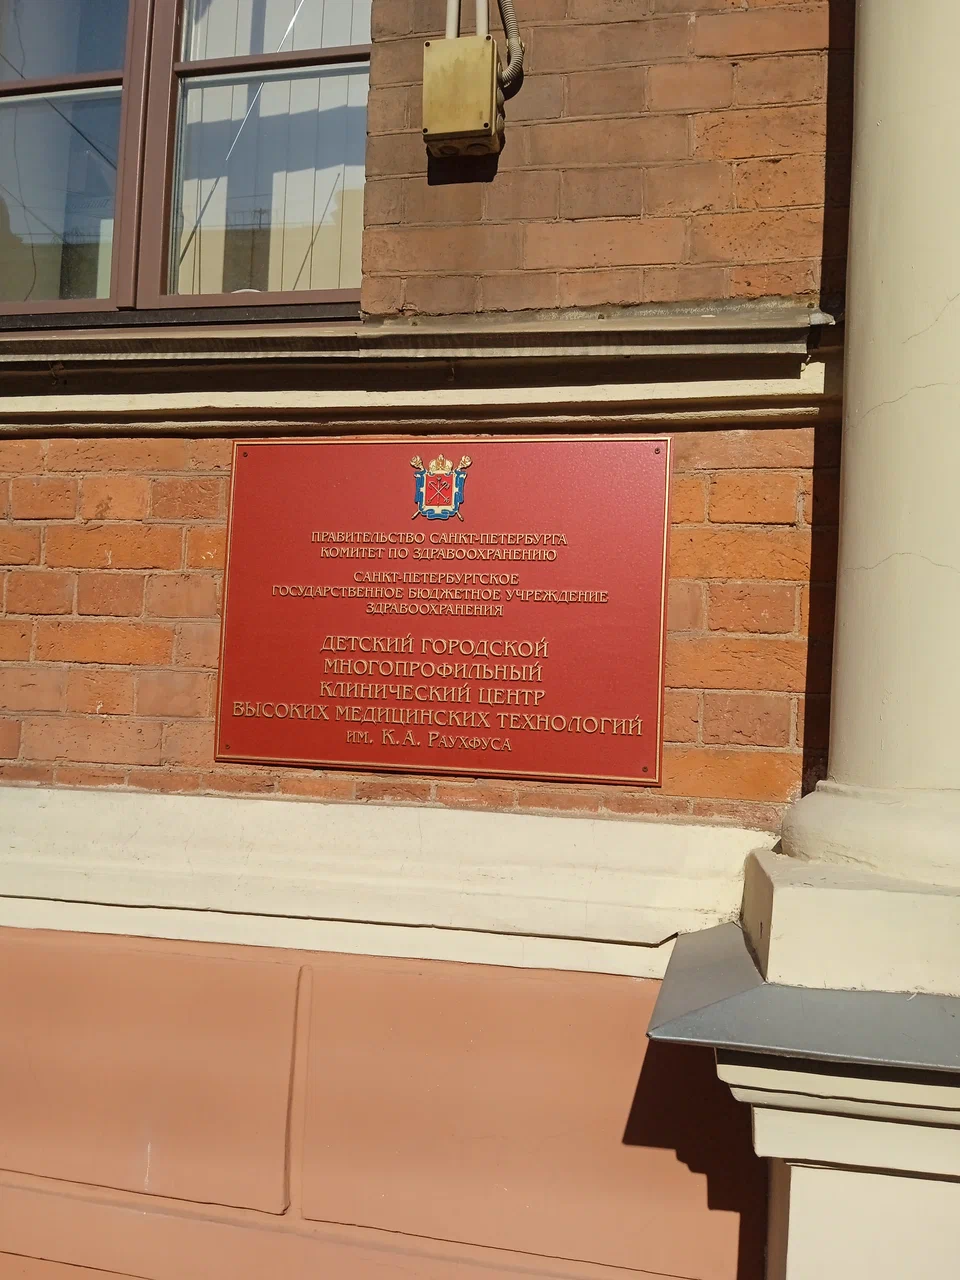 ПРАВИТЕЛЬСТВО САНКТ-ПЕТЕРБУРГА
КОМИТЕТ ПО ЗДРАВООХРАНЕНИЮ
САНКТ-ПЕТЕРБУРГСКОЕ
ГОСУДАРСТВЕННОЕ БЮДЖЕТНОЕ УЧРЕЖДЕНИЕ
ЗДРАВООХРАНЕНИЯ
ДЕТСКИЙ ГОРОДСКОЙ
МНОГОПРОФИЛЬНЫЙ
КЛИНИЧЕСКИЙ ЦЕНТР
ВЫСОКИХ МЕДИЦИНСКИХ ТЕХНОЛОГИЙ
ИМ. К.А. РАУХФУСА